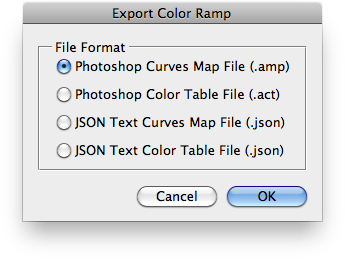 Export Color Ramp
File Format
Photoshop Curves Map File (.amp)
Photoshop Color Table File (.act)
JSON Text Curves Map File (.json)
JSON Text Color Table File (.json)
Cancel OK